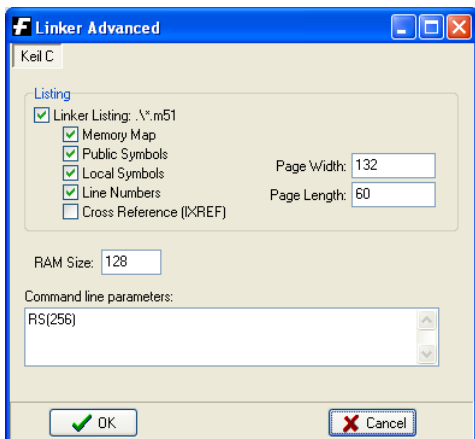 Linker Advanced
Keil C
Listing
Linker Listing: .\*.m51
Memory Map
Public Symbols
Local Symbols
Line Numbers
Cross Reference (IXREF)
Page Width: 132
Page Length: 60
RAM Size: 128
Command line parameters:
RS(256)
OK
Cancel